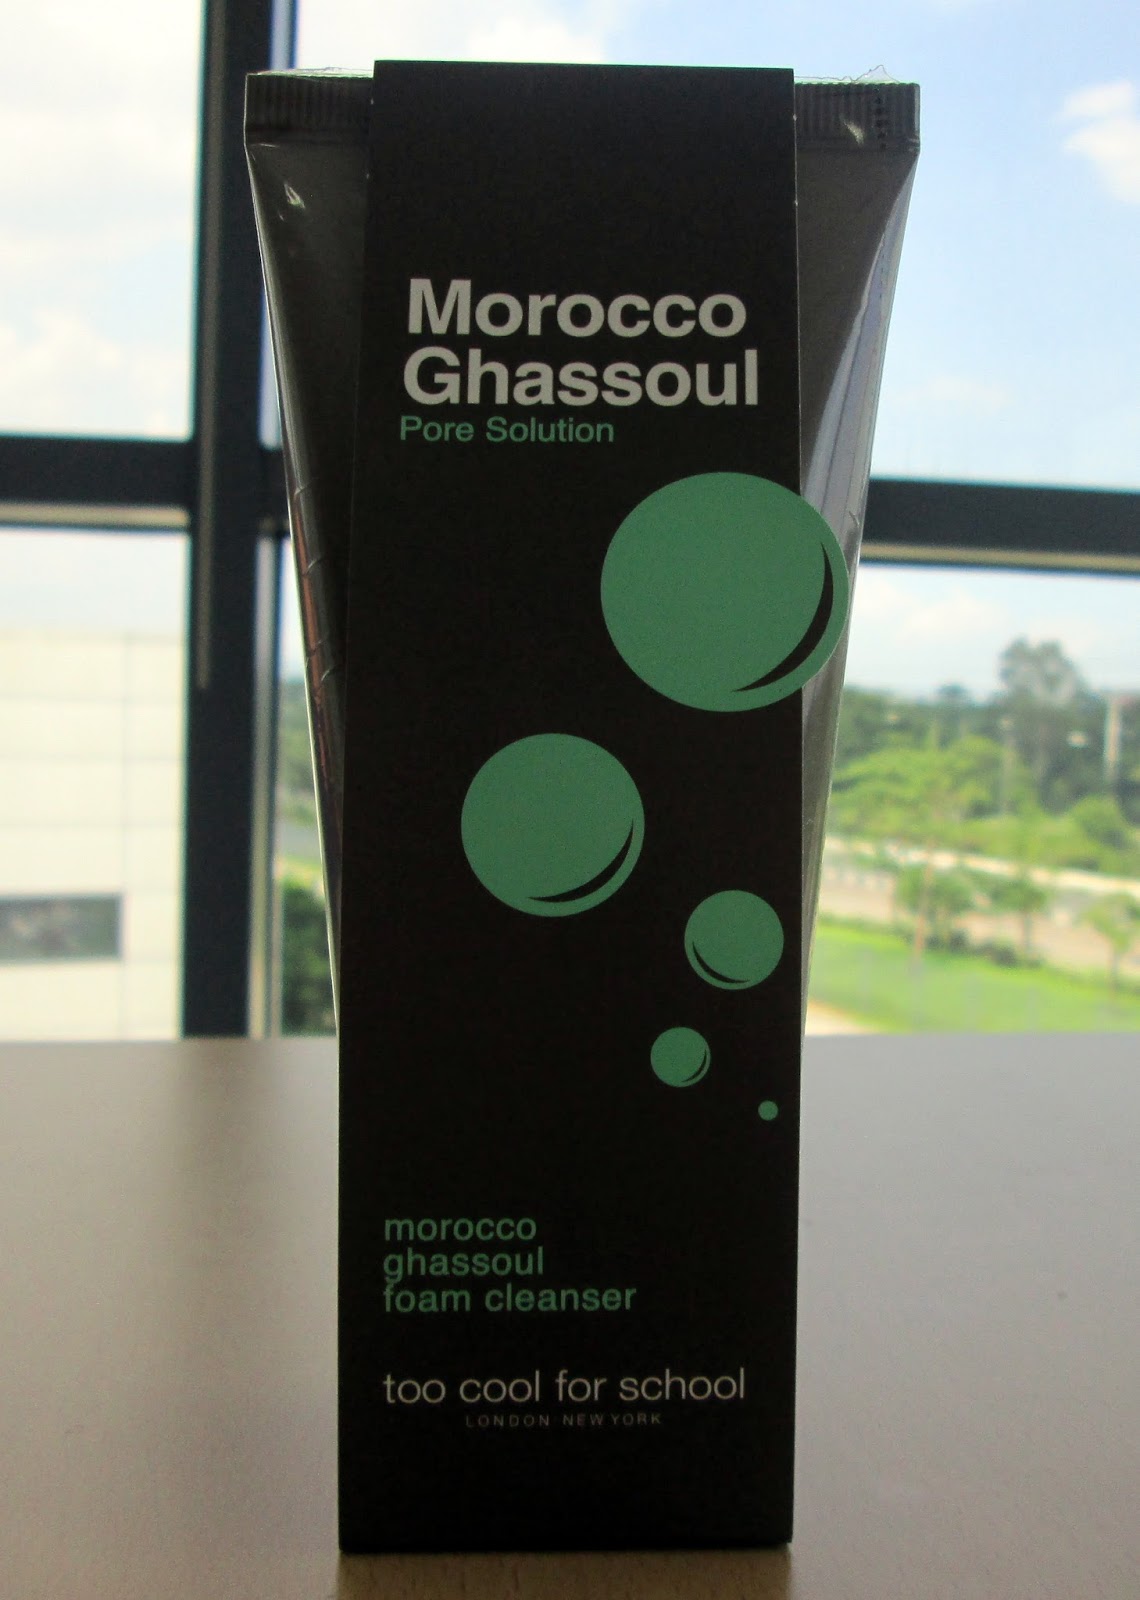 Morocco
Ghassoul
Pore Solution
morocco
ghassoul
foam cleanser
too cool for school
LONDON NEW YORK